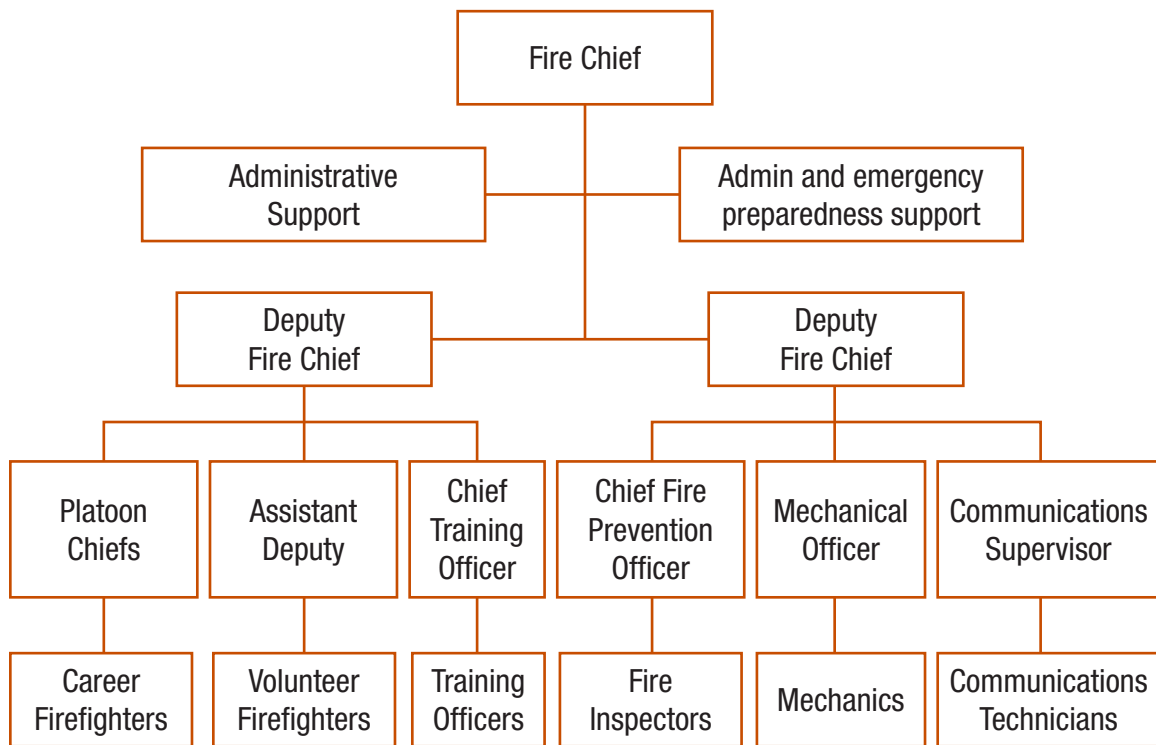 Fire Chief
Administrative
Support
Admin and emergency
preparedness support
Deputy
Fire Chief
Deputy
Fire Chief
Platoon
Chiefs
Assistant
Deputy
Chief
Training
Officer
Chief Fire
Prevention
Officer
Mechanical
Officer
Communications
Supervisor
Career
Firefighters
Volunteer
Firefighters
Training
Officers
Fire
Inspectors
Mechanics
Communications
Technicians